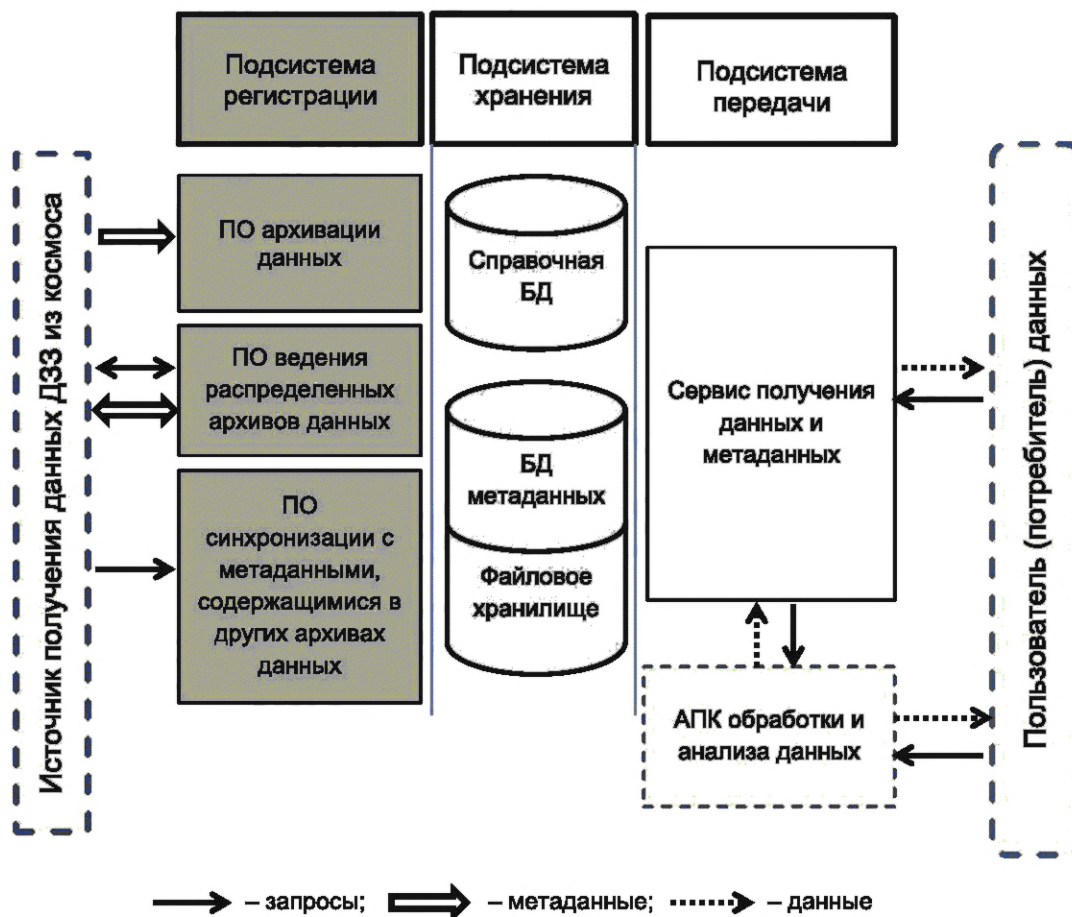 Подсистема
регистрации
Подсистема
хранения
Подсистема
передачи
Источник получения данных ДЗЗ из космоса
ПО архивации
данных
ПО ведения
распределенных
архивов данных
ПО
синхронизации с
метаданными,
содержащимися в
других архивах
данных
Справочная
БД
БД
метаданных
Файловое
хранилище
Сервис получения
данных и
метаданных
АПК обработки и
анализа данных
Пользователь (потребитель) данных
– запросы;
– метаданные;
– данные